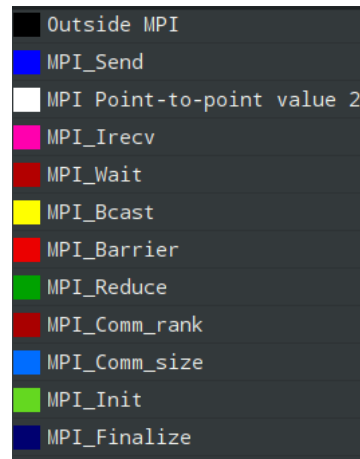 Outside MPI
MPI_Send
MPI Point-to-point value 2
MPI_Irecv
MPI_Wait
MPI_Bcast
MPI_Barrier
MPI_Reduce
MPI_Comm_rank
MPI_Comm_size
MPI_Init
MPI_Finalize